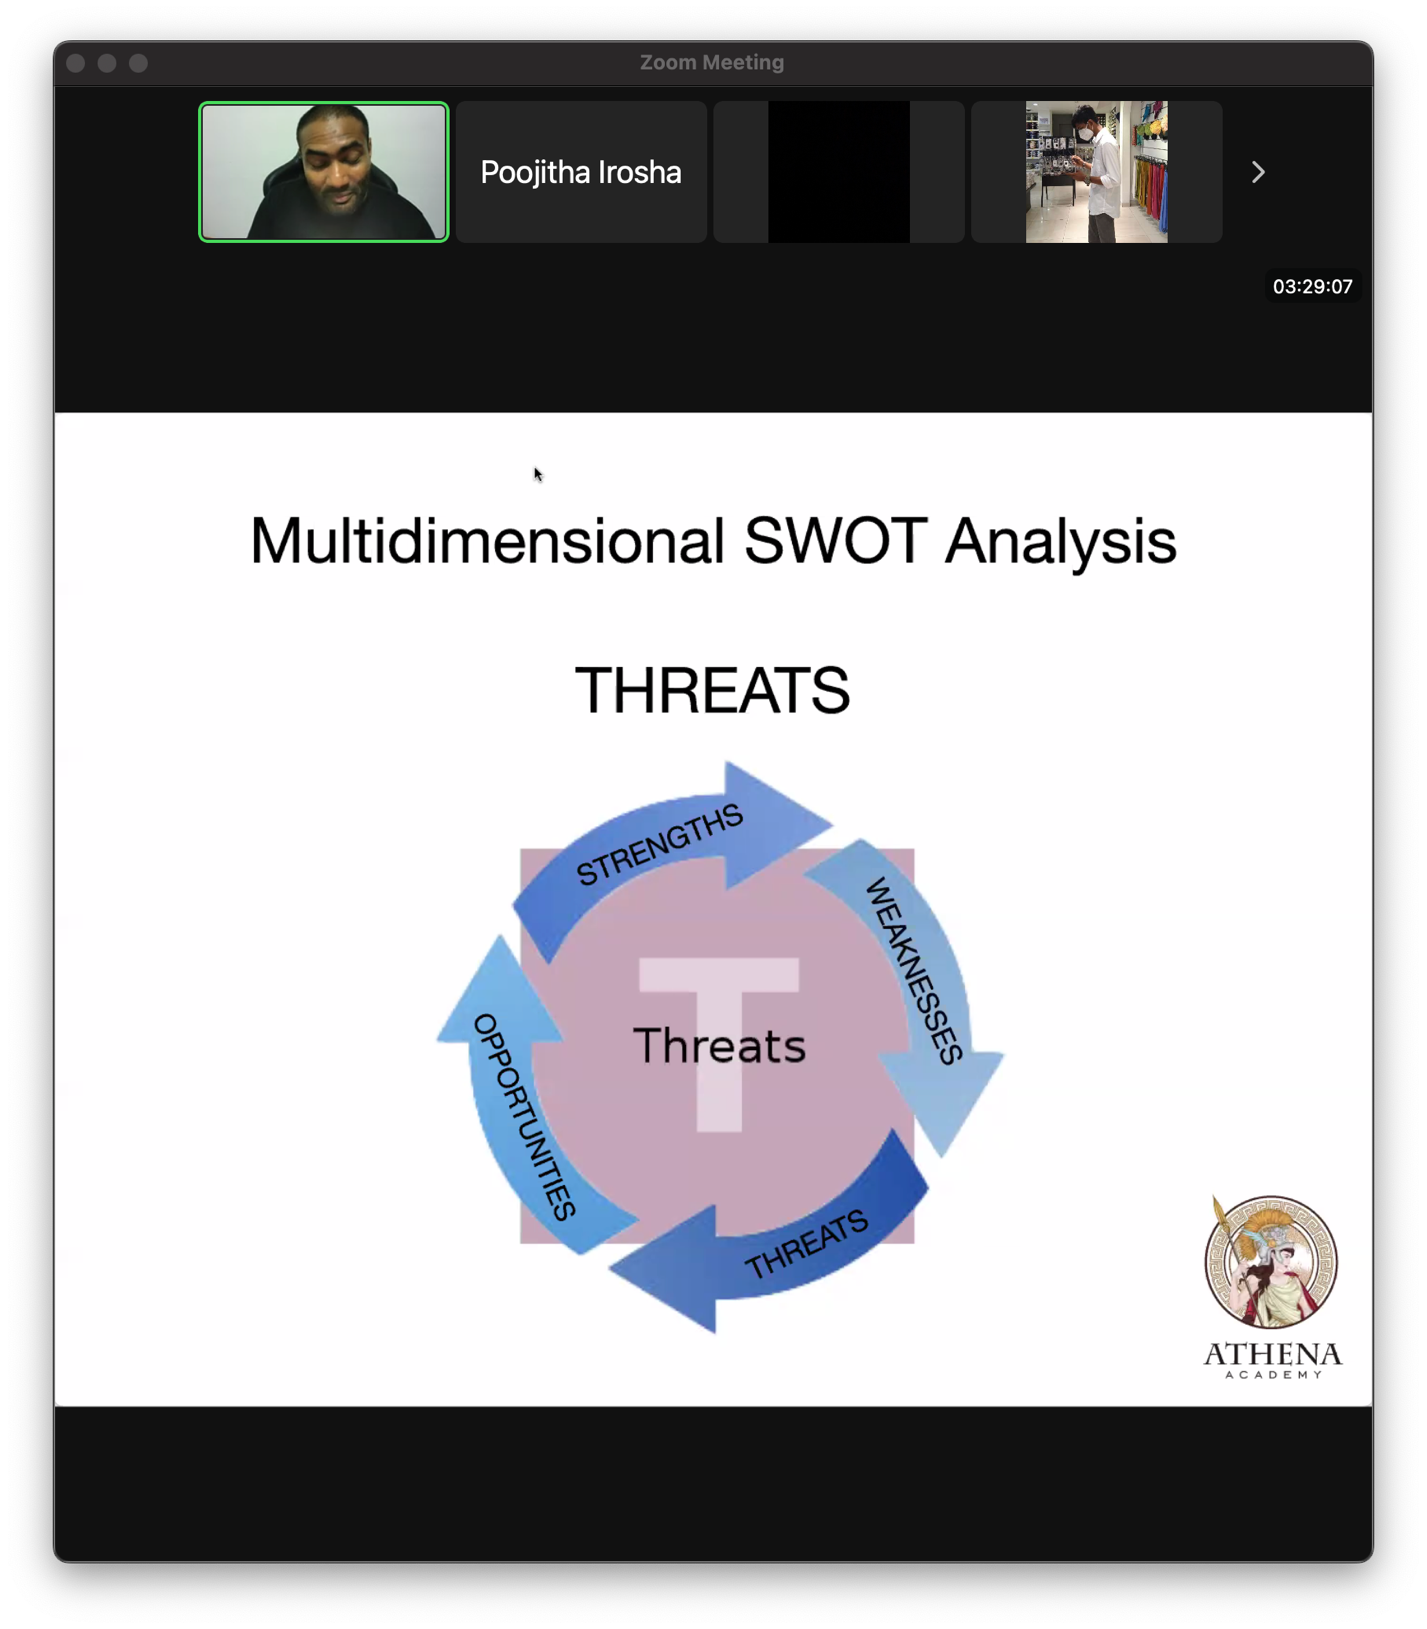 Zoom Meeting
Poojitha Irosha
03:29:07
Multidimensional SWOT Analysis
THREATS
STRENGTHS
WEAKNESSES
T
Threats
OPPORTUNITIES
THREATS
ATHENA
ACADEMY